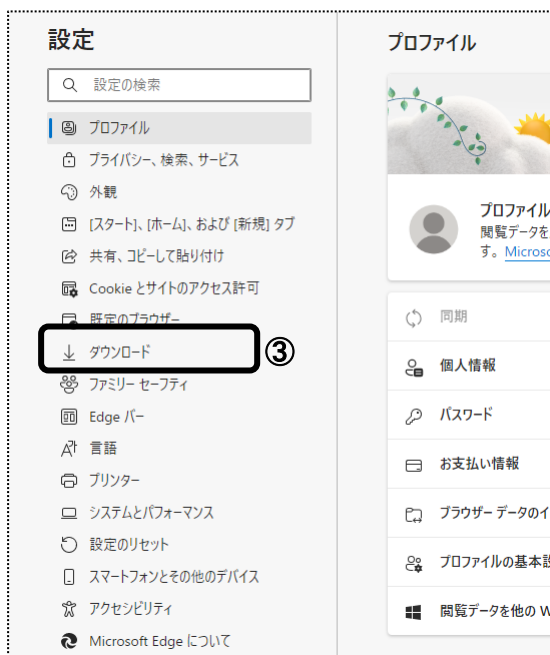 設定
設定の検索
プロファイル
プライバシー、検索、サービス
外観
[スタート]、[ホーム]、および [新規] タブ
共有、コピーして貼り付け
Cookie とサイトのアクセス許可
既定のブラウザー
ダウンロード
③
ファミリー セーフティ
Edge バー
言語
プリンター
システムとパフォーマンス
設定のリセット
スマートフォンとその他のデバイス
アクセシビリティ
Microsoft Edge について
プロファイル
プロファイル
閲覧データを
す。Microso
同期
個人情報
パスワード
お支払い情報
ブラウザー データのイ
プロファイルの基本設
閲覧データを他の W